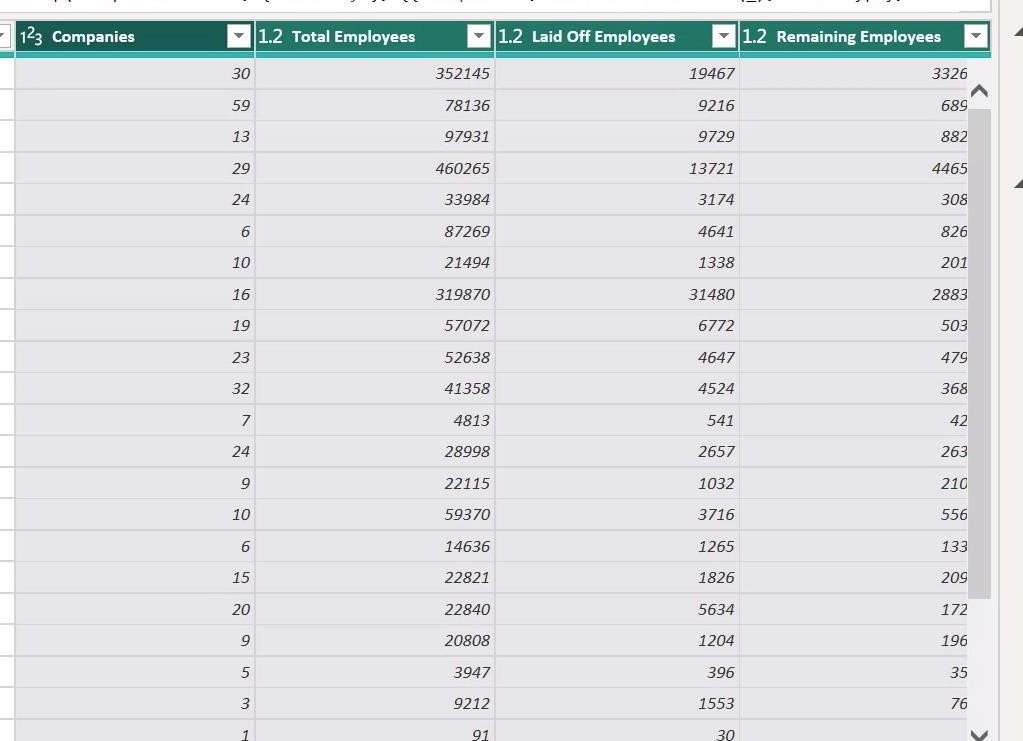 1²3 Companies 1.2 Total Employees 1.2 Laid Off Employees 1.2 Remaining Employees
30 352145 19467 3326
59 78136 9216 689
13 97931 9729 882
29 460265 13721 4465
24 33984 3174 308
6 87269 4641 826
10 21494 1338 201
16 319870 31480 2883
19 57072 6772 503
23 52638 4647 479
32 41358 4524 368
7 4813 541 42
24 28998 2657 263
9 22115 1032 210
10 59370 3716 556
6 14636 1265 133
15 22821 1826 209
20 22840 5634 172
9 20808 1204 196
5 3947 396 35
3 9212 1553 76
1 91 30